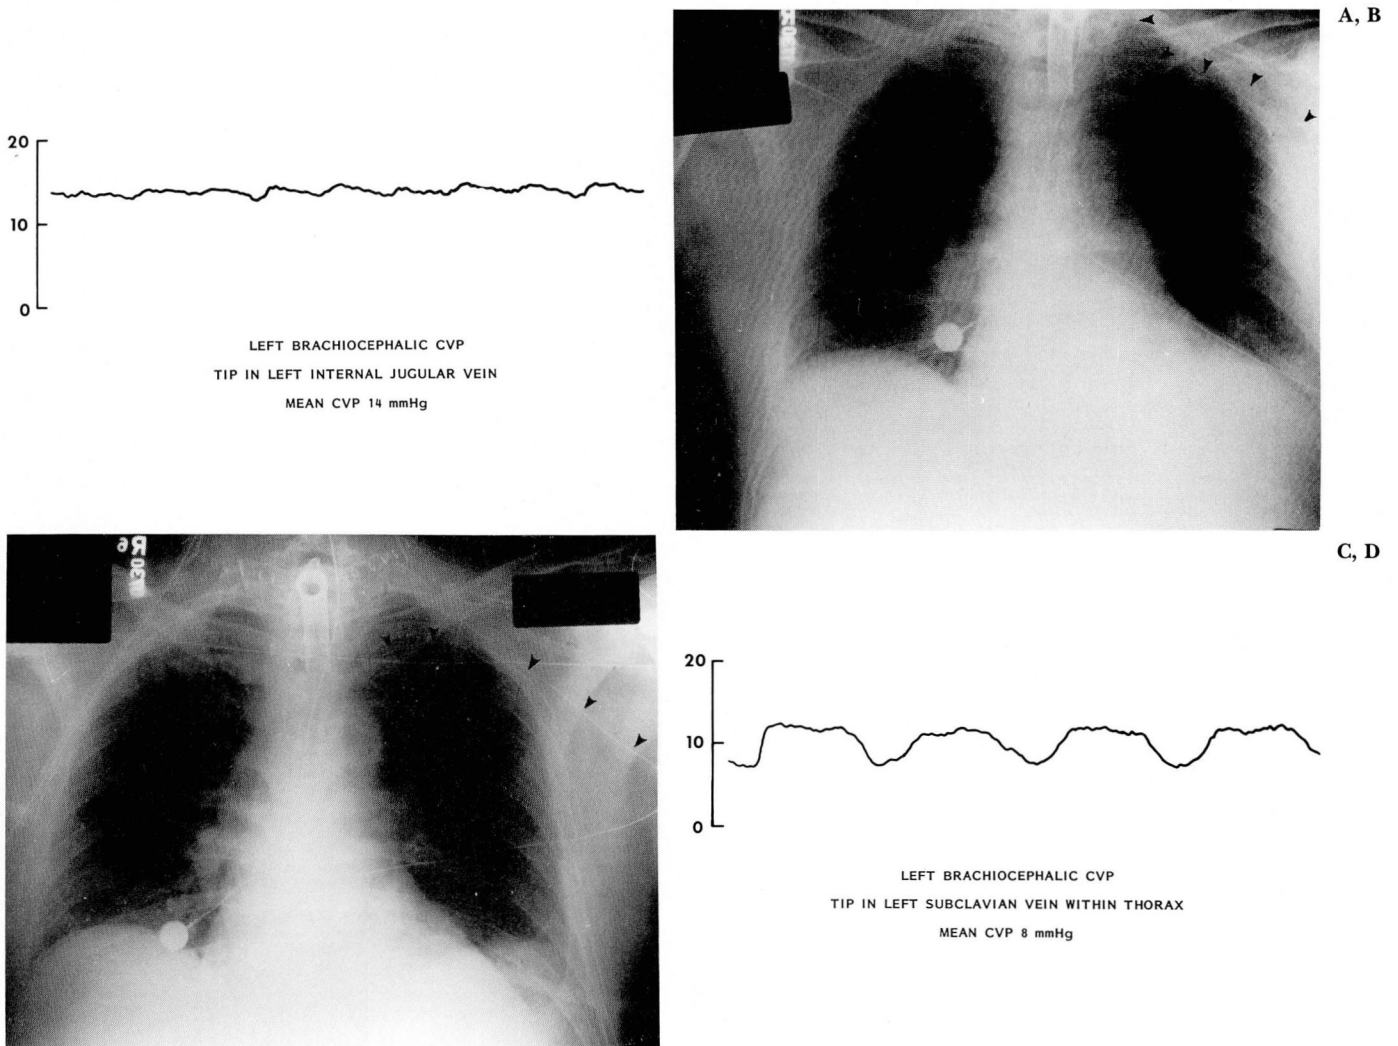 A, B
20
10
0
LEFT BRACHIOCEPHALIC CVP
TIP IN LEFT INTERNAL JUGULAR VEIN
MEAN CVP 14 mmHg
C, D
20
10
0
LEFT BRACHIOCEPHALIC CVP
TIP IN LEFT SUBCLAVIAN VEIN WITHIN THORAX
MEAN CVP 8 mmHg